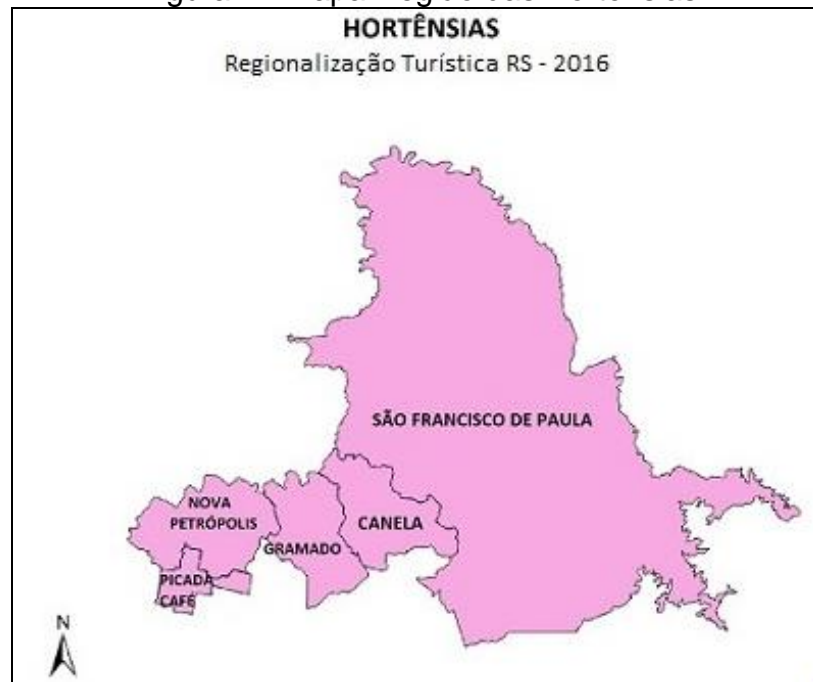 HORTÊNSIAS
Regionalização Turística RS - 2016
SÃO FRANCISCO DE PAULA
NOVA
PETRÓPOLIS
CANELA
GRAMADO
PICADA
CAFÉ
N